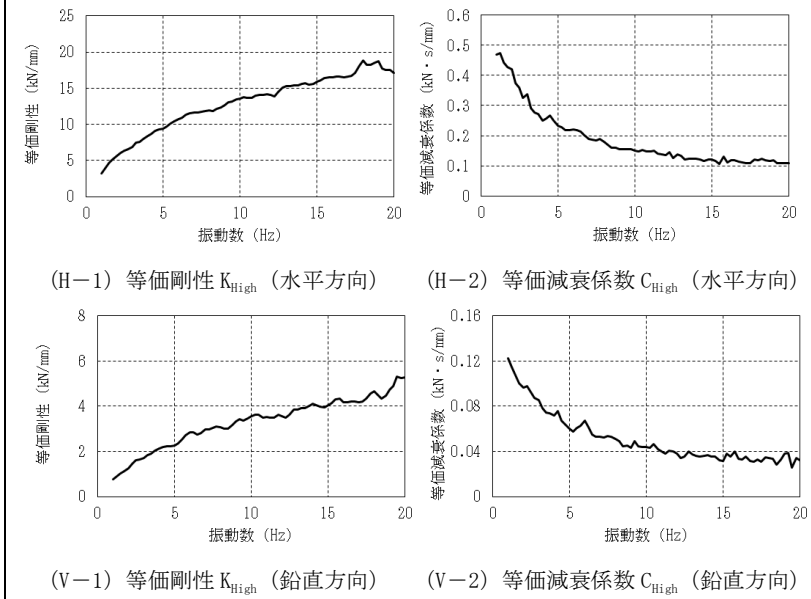 25
20
15
10
5
0
等価剛性 (kN/mm)
0 5 10 15 20
振動数 (Hz)
0.6
0.5
0.4
0.3
0.2
0.1
0
等価減衰係数 (kN・s/mm)
0 5 10 15 20
振動数 (Hz)
(H－1) 等価剛性 K_High (水平方向)
(H－2) 等価減衰係数 C_High (水平方向)
8
6
4
2
0
等価剛性 (kN/mm)
0 5 10 15 20
振動数 (Hz)
0.16
0.12
0.08
0.04
0
等価減衰係数 (kN・s/mm)
0 5 10 15 20
振動数 (Hz)
(V－1) 等価剛性 K_High (鉛直方向)
(V－2) 等価減衰係数 C_High (鉛直方向)